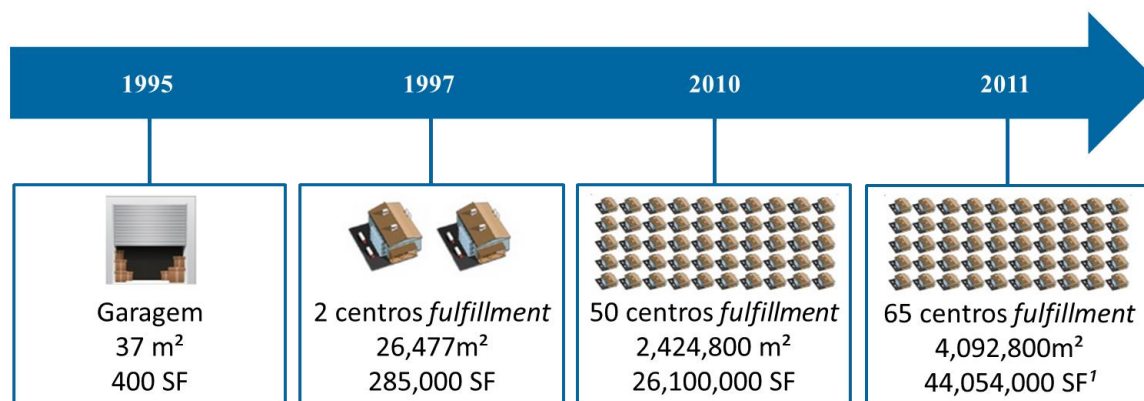 1995
1997
2010
2011
Garagem
37 m²
400 SF
2 centros fulfillment
26,477m²
285,000 SF
50 centros fulfillment
2,424,800 m²
26,100,000 SF
65 centros fulfillment
4,092,800m²
44,054,000 SF¹